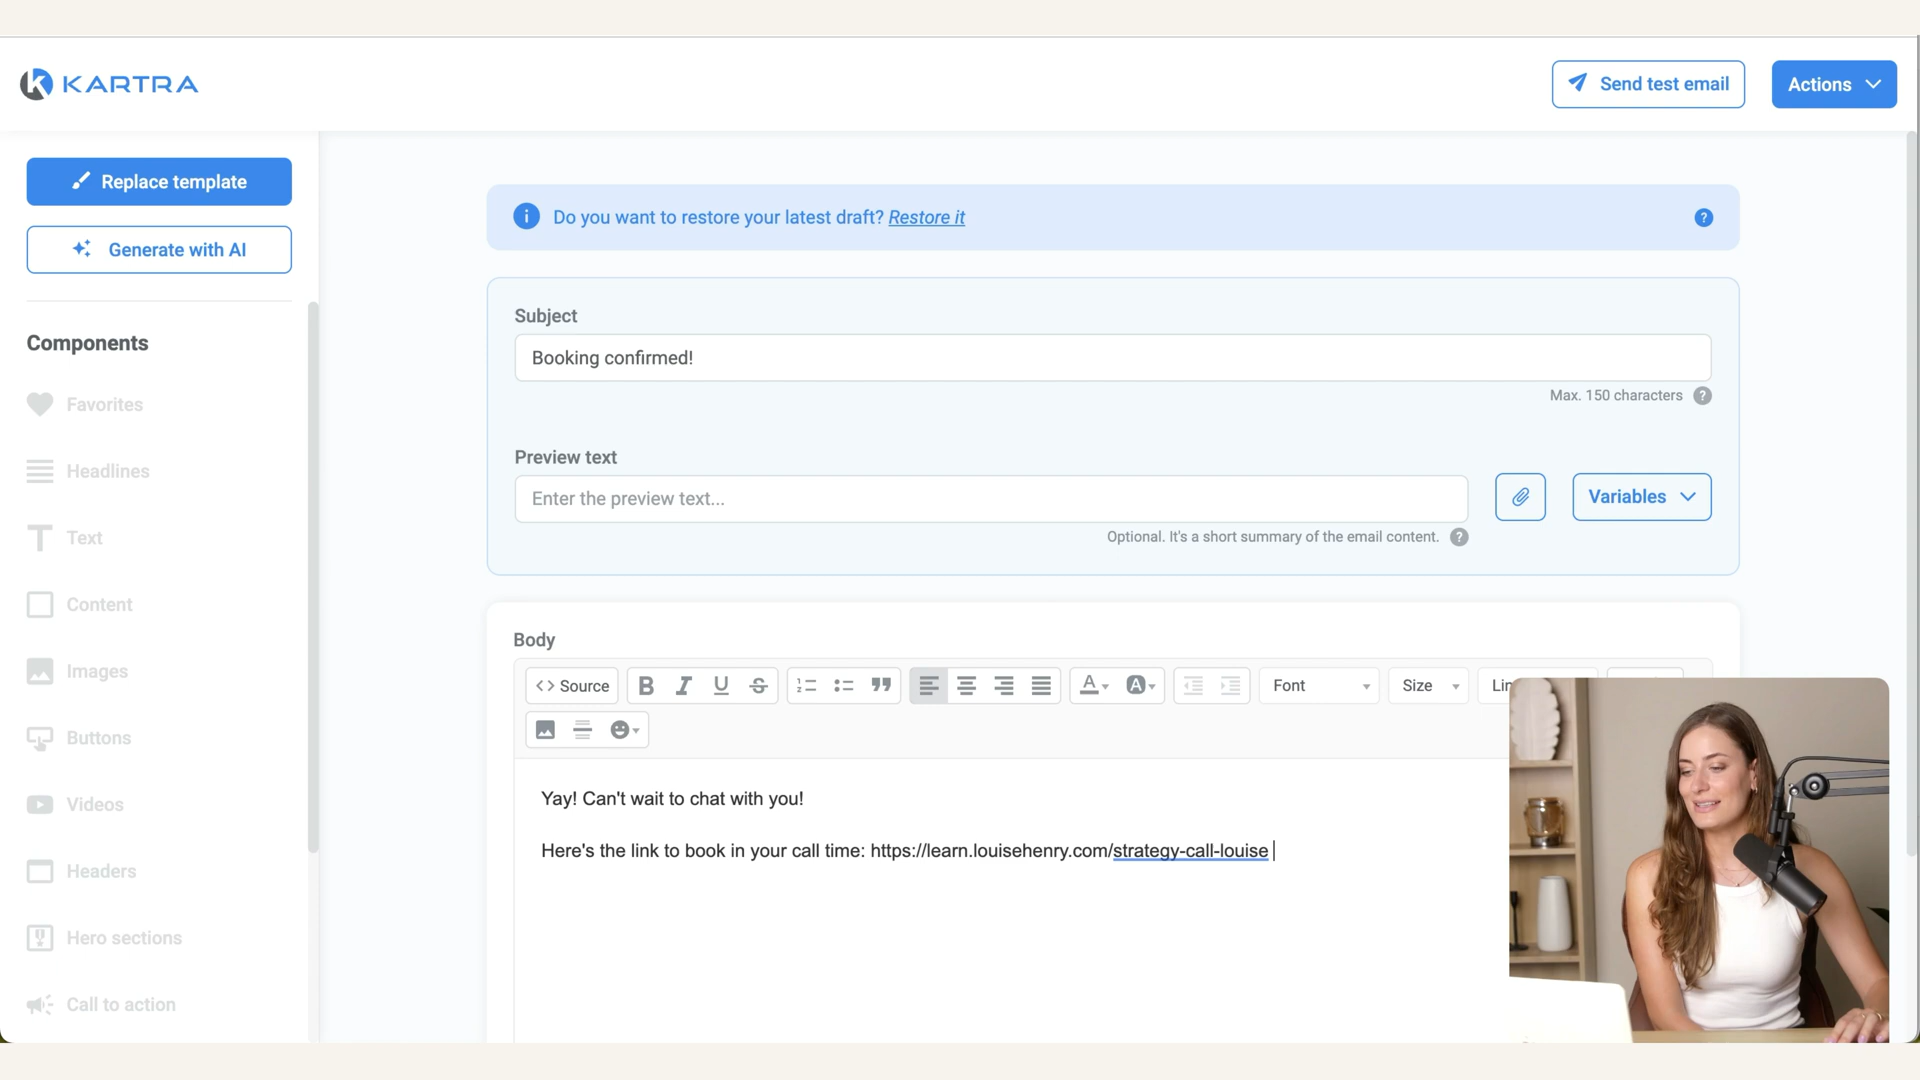 KARTRA
Send test email
Actions
Replace template
Generate with AI
Do you want to restore your latest draft? Restore it
Subject
Booking confirmed!
Max. 150 characters
Components
Favorites
Headlines
Text
Content
Images
Buttons
Videos
Headers
Hero sections
Call to action
Preview text
Enter the preview text...
Variables
Optional. It's a short summary of the email content.
Body
Source
Font
Size
Yay! Can't wait to chat with you!
Here's the link to book in your call time: https://learn.louisehenry.com/strategy-call-louise